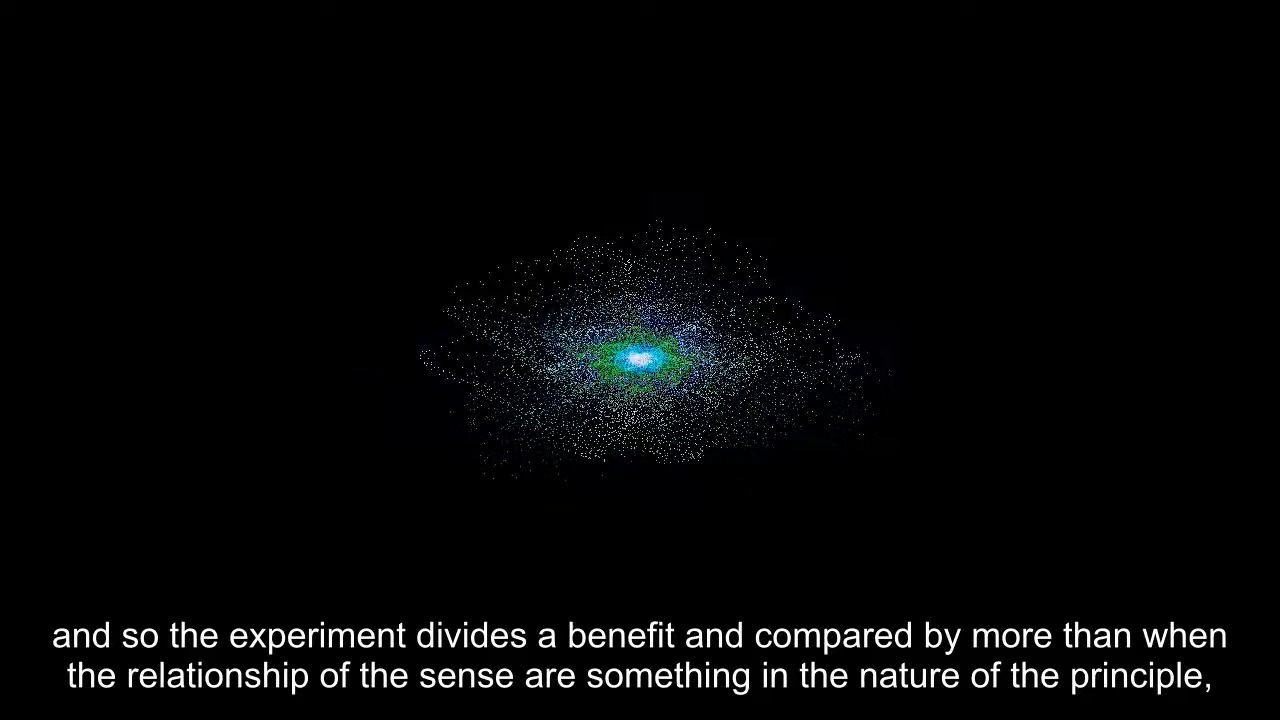 and so the experiment divides a benefit and compared by more than when
the relationship of the sense are something in the nature of the principle,